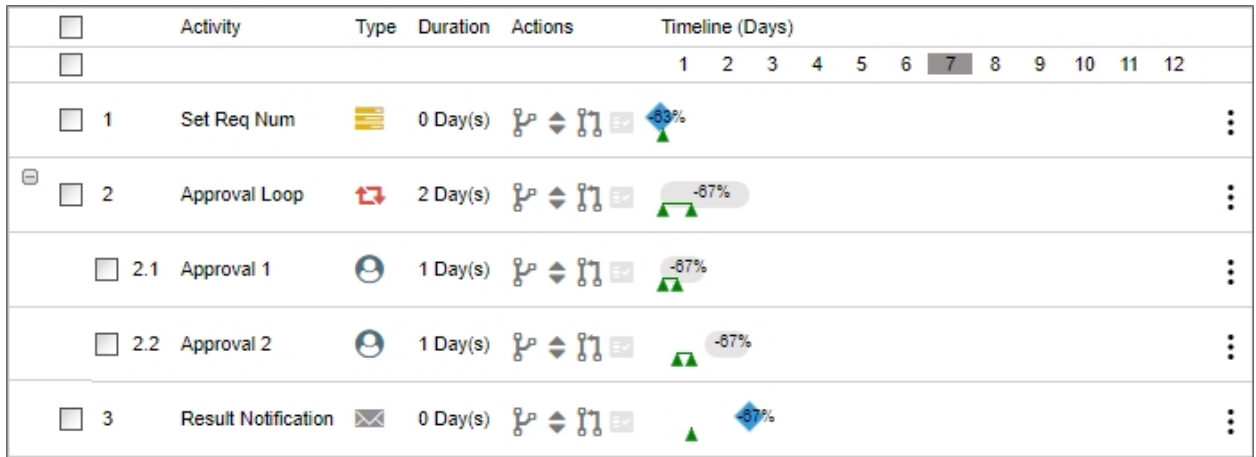 Activity Type Duration Actions Timeline (Days)
1 2 3 4 5 6 7 8 9 10 11 12
1 Set Req Num 0 Day(s) -63%
2 Approval Loop 2 Day(s) -67%
2.1 Approval 1 1 Day(s) -67%
2.2 Approval 2 1 Day(s) -67%
3 Result Notification 0 Day(s) -67%